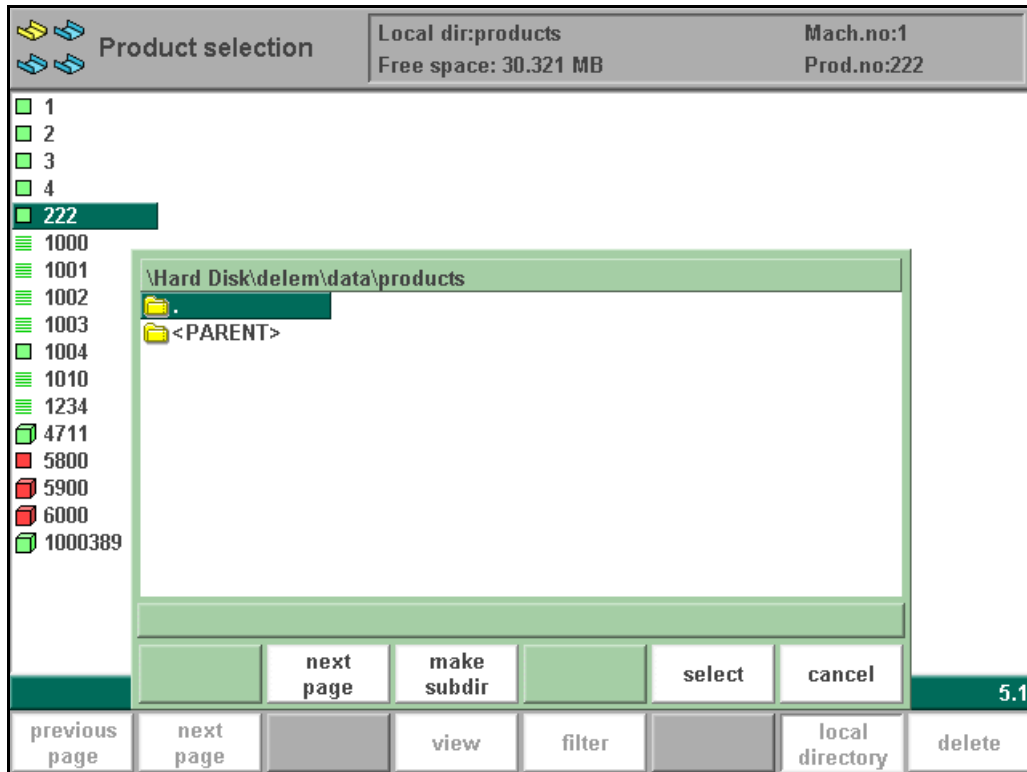 Product selection
Local dir:products
Mach.no:1
Free space: 30.321 MB
Prod.no:222
1
2
3
4
222
1000
1001
1002
1003
1004
1010
1234
4711
5800
5900
6000
1000389
\Hard Disk\delem\data\products
.
<PARENT>
next
page
make
subdir
select
cancel
5.1
previous
page
next
page
view
filter
local
directory
delete